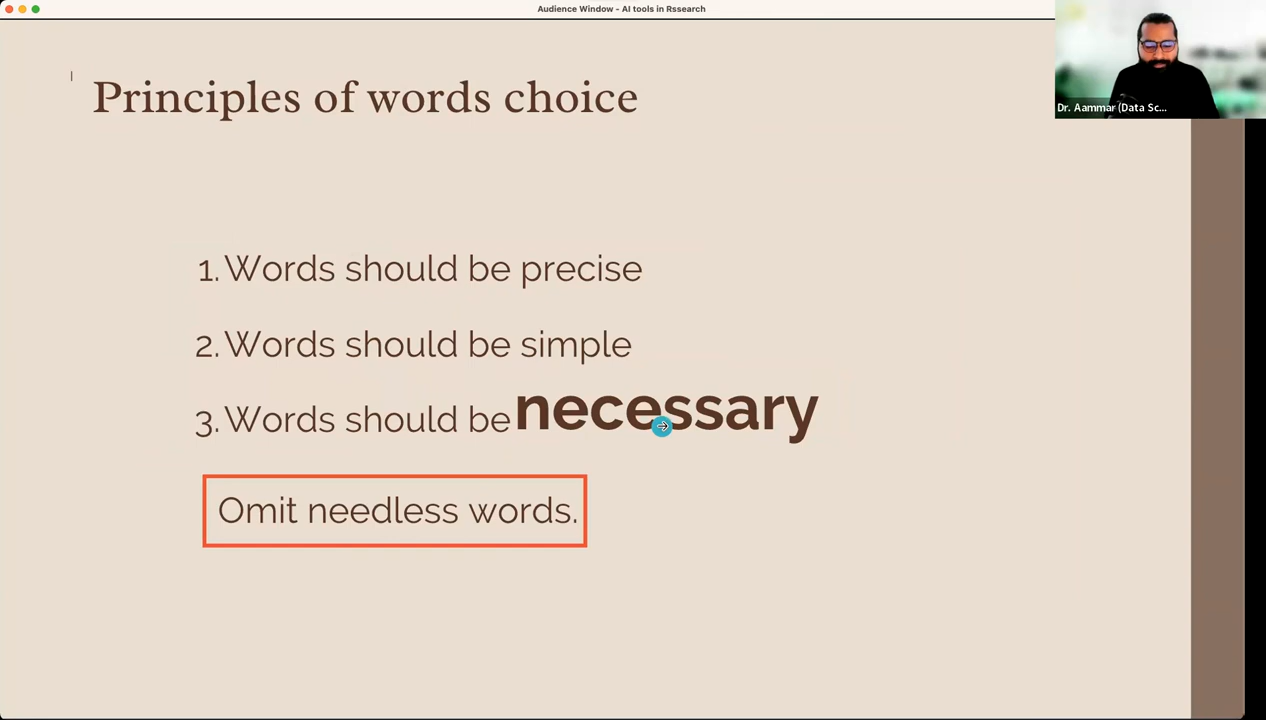 Audience Window - AI tools in Rssearch
Dr. Aammar (Data Sc...
Principles of words choice
1. Words should be precise
2. Words should be simple
3. Words should be necessary
Omit needless words.